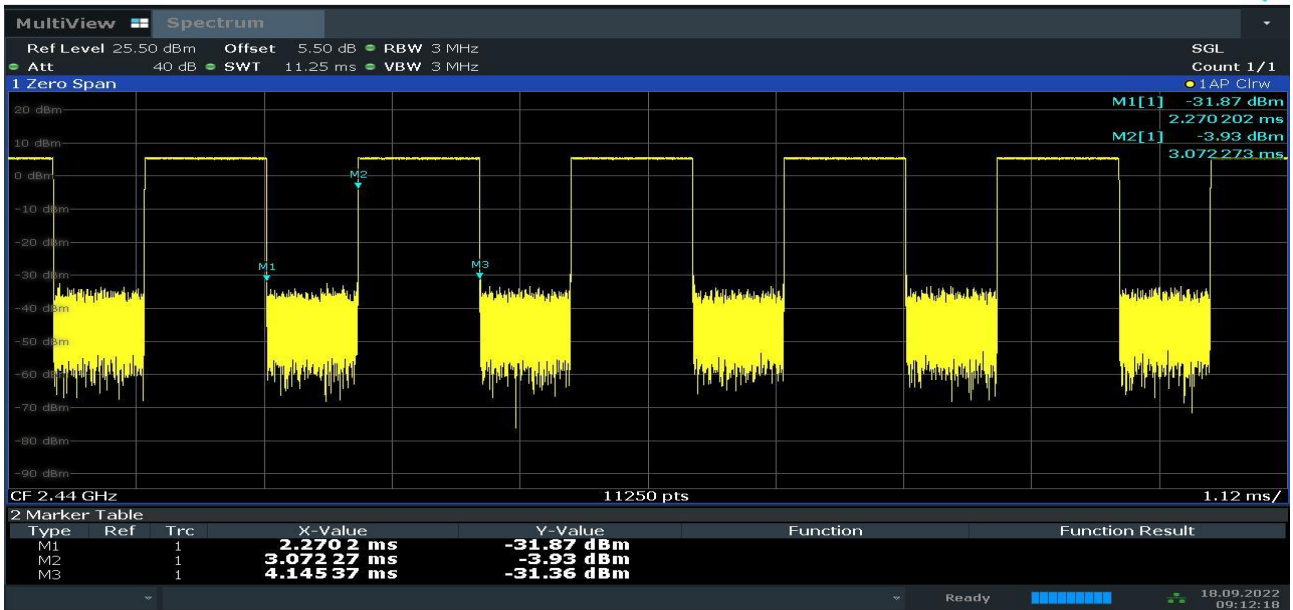 MultiView Spectrum
Ref Level 25.50 dBm Offset 5.50 dB RBW 3 MHz SGL
Att 40 dB SWT 11.25 ms VBW 3 MHz Count 1/1
1 Zero Span 1AP Clrw
M1[1] -31.87 dBm
2.270 202 ms
M2[1] -3.93 dBm
3.072 273 ms
20 dBm
10 dBm
0 dBm
-10 dBm
-20 dBm
-30 dBm
-40 dBm
-50 dBm
-60 dBm
-70 dBm
-80 dBm
-90 dBm
M2
M1
M3
CF 2.44 GHz 11250 pts 1.12 ms/
2 Marker Table
Type Ref Trc X-Value Y-Value Function Function Result
M1 1 2.270 2 ms -31.87 dBm
M2 1 3.072 27 ms -3.93 dBm
M3 1 4.145 37 ms -31.36 dBm
Ready 18.09.2022
09:12:18